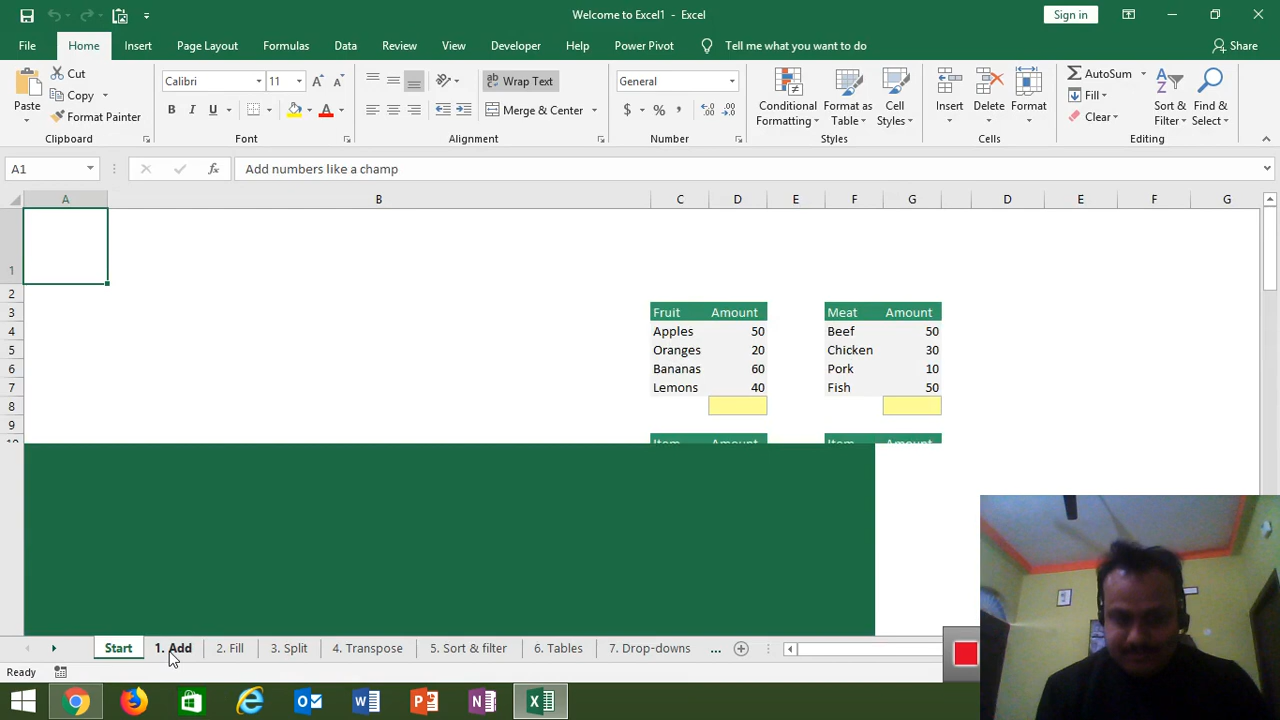 Welcome to Excel1 - Excel
Sign in
File Home Insert Page Layout Formulas Data Review View Developer Help Power Pivot Tell me what you want to do Share
Paste
Cut
Copy
Format Painter
Clipboard
Calibri 11
B I U A
Font
Wrap Text
Merge & Center
Alignment
General
$ % ,
Number
Conditional Formatting
Format as Table
Cell Styles
Styles
Insert Delete Format
Cells
AutoSum
Fill
Clear
Sort & Filter
Find & Select
Editing
A1 fx Add numbers like a champ
A B C D E F G D E F G
1
2
3 Fruit Amount Meat Amount
4 Apples 50 Beef 50
5 Oranges 20 Chicken 30
6 Bananas 60 Pork 10
7 Lemons 40 Fish 50
8
9
10 Item Amount Item Amount
Start 1. Add 2. Fill 3. Split 4. Transpose 5. Sort & filter 6. Tables 7. Drop-downs ...
Ready